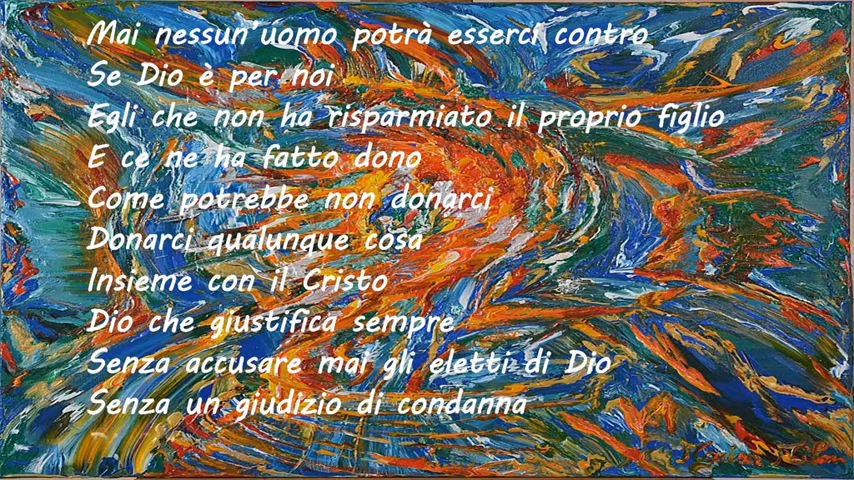 Mai nessun'uomo potrà esserci contro
Se Dio è per noi
Egli che non ha risparmiato il proprio figlio
E ce ne ha fatto dono
Come potrebbe non donarci
Donarci qualunque cosa
Insieme con il Cristo
Dio che giustifica sempre
Senza accusare mai gli eletti di Dio
Senza un giudizio di condanna